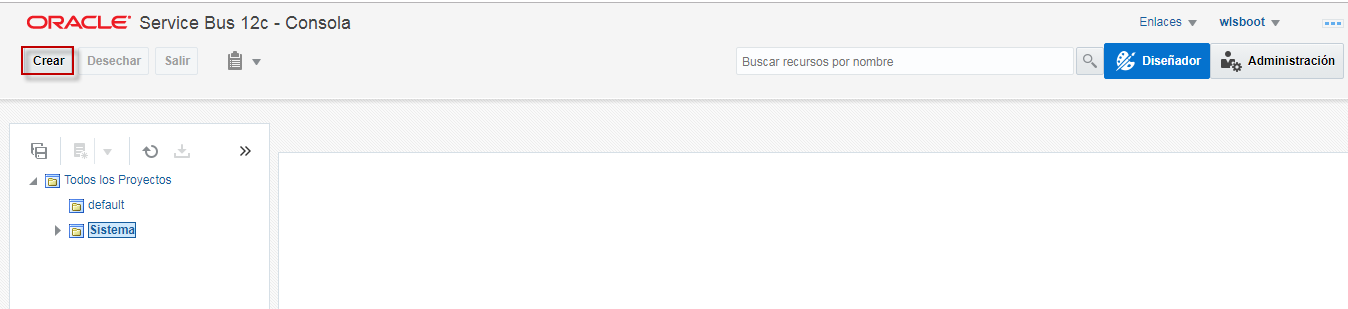 ORACLE Service Bus 12c - Consola
Enlaces wlsboot
Crear Desechar Salir
Buscar recursos por nombre
Diseñador Administración
Todos los Proyectos
default
Sistema